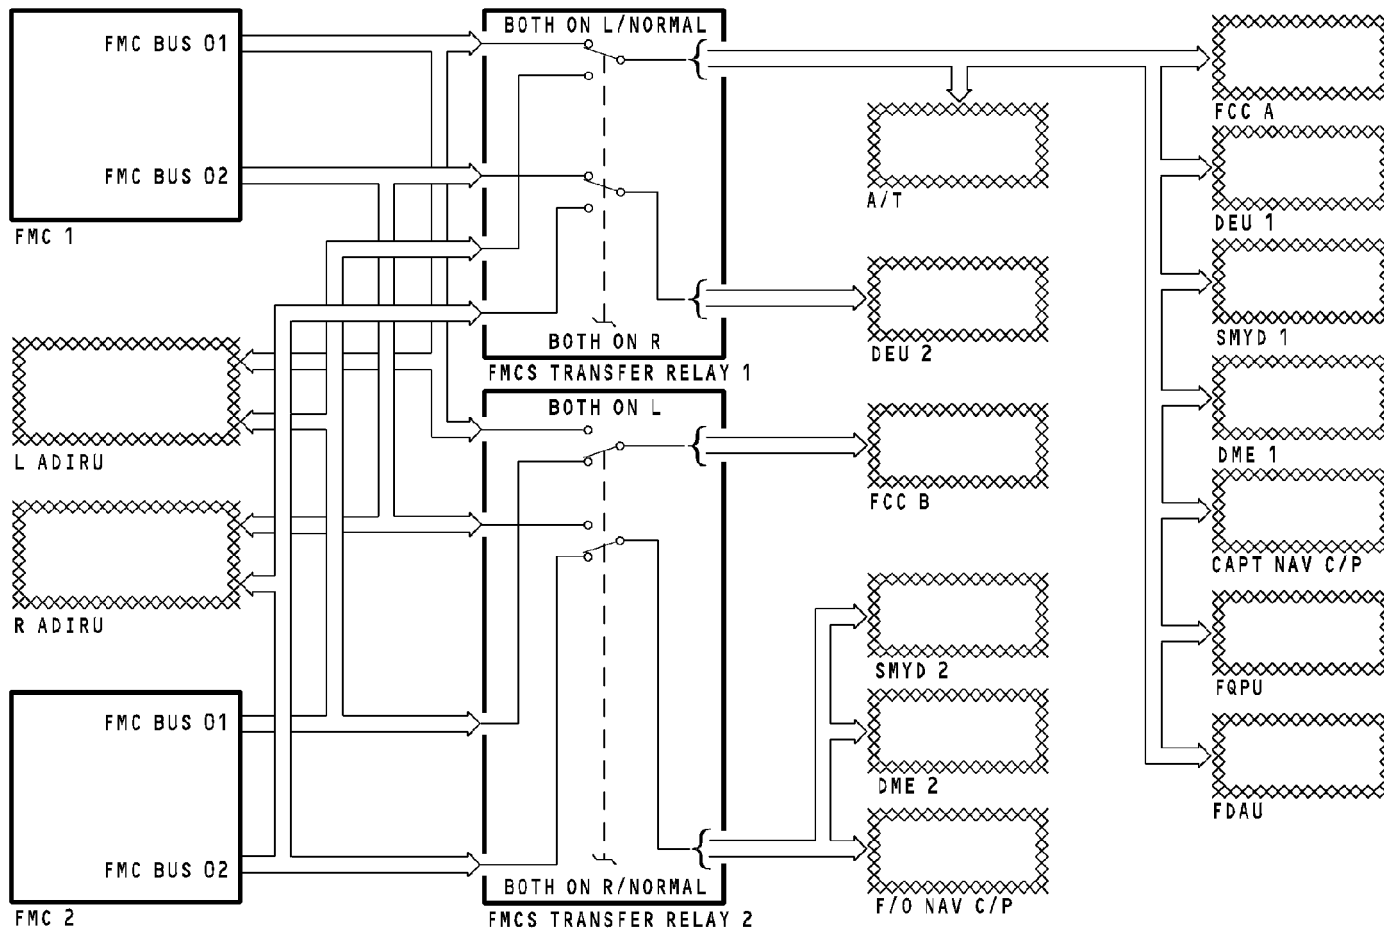 FMC BUS 01
FMC BUS 02
FMC 1
L ADIRU
R ADIRU
FMC BUS 01
FMC BUS 02
FMC 2
BOTH ON L/NORMAL
BOTH ON R
FMCS TRANSFER RELAY 1
BOTH ON L
BOTH ON R/NORMAL
FMCS TRANSFER RELAY 2
A/T
DEU 2
FCC B
SMYD 2
DME 2
F/O NAV C/P
FCC A
DEU 1
SMYD 1
DME 1
CAPT NAV C/P
FQPU
FDAU